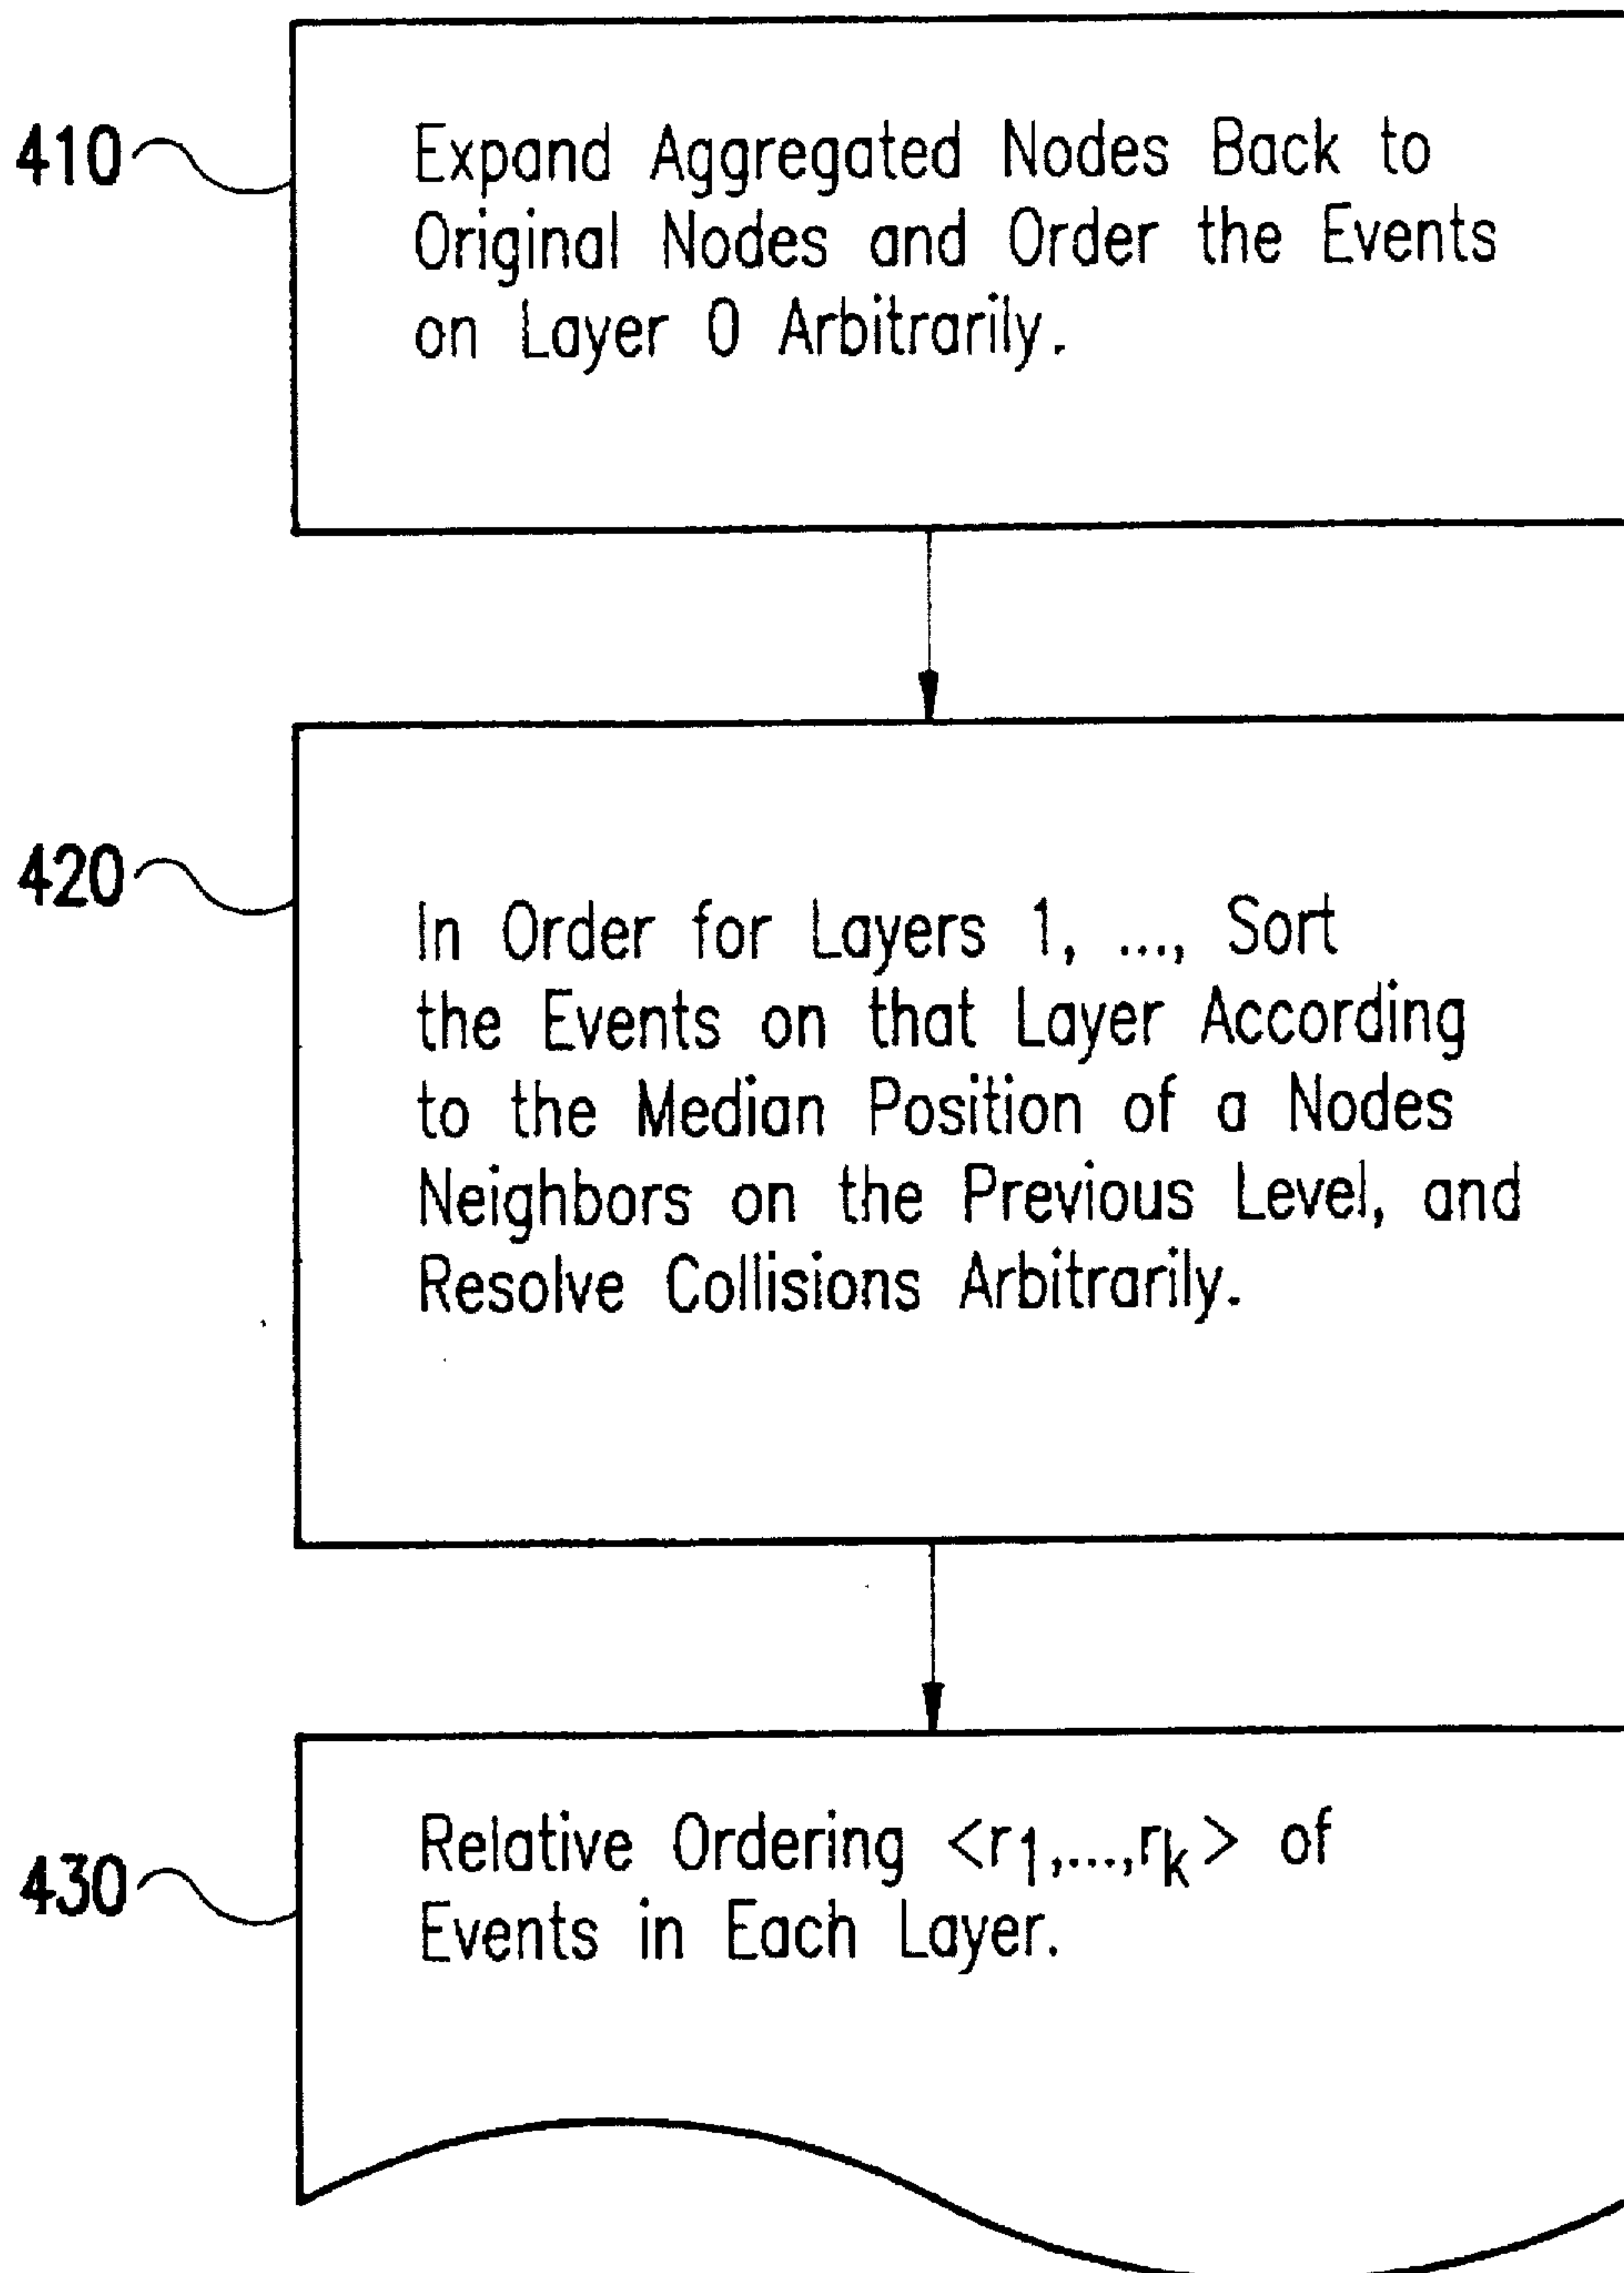 410
Expand Aggregated Nodes Back to
Original Nodes and Order the Events
on Layer 0 Arbitrarily.
420
In Order for Layers 1, ..., Sort
the Events on that Layer According
to the Median Position of a Nodes
Neighbors on the Previous Level, and
Resolve Collisions Arbitrarily.
430
Relative Ordering <r1,...,rk> of
Events in Each Layer.